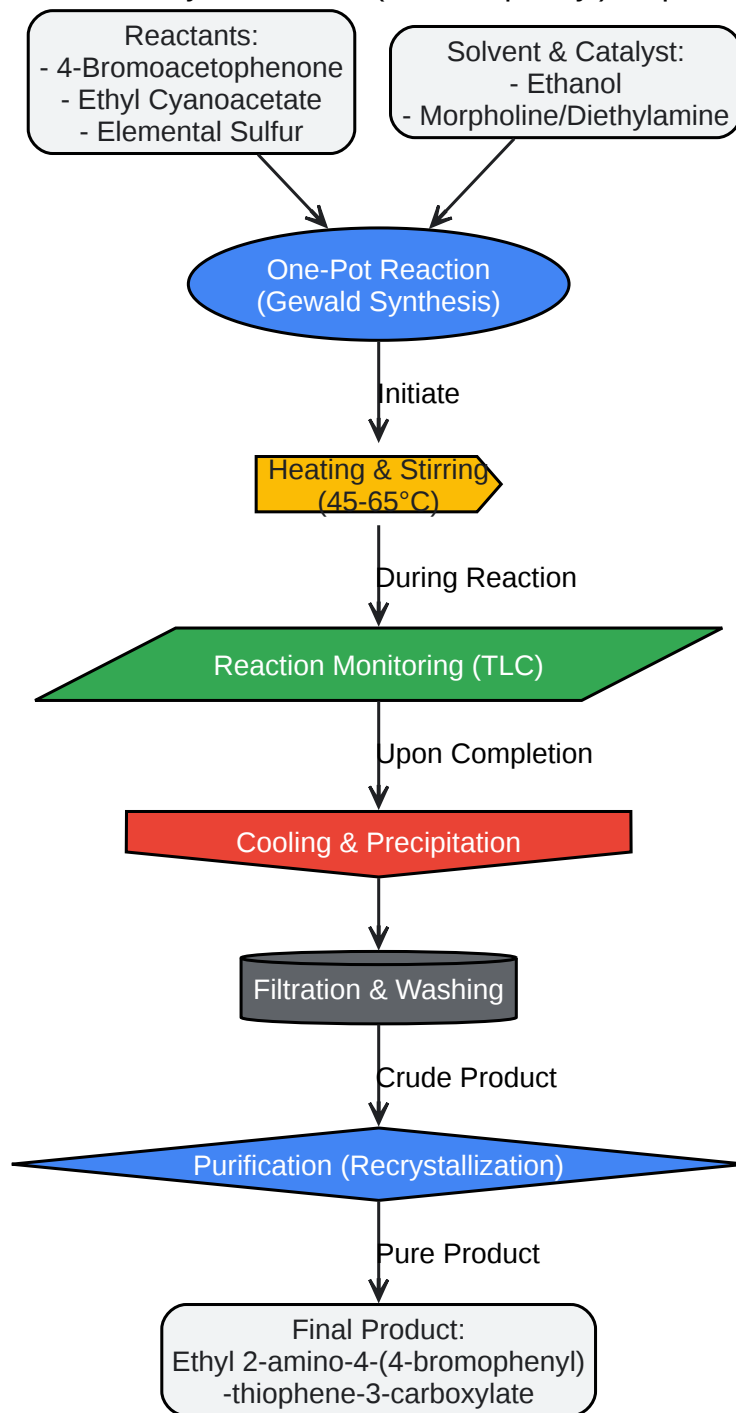 Reactants:
- 4-Bromoacetophenone
- Ethyl Cyanoacetate
- Elemental Sulfur
Solvent & Catalyst:
- Ethanol
- Morpholine/Diethylamine
One-Pot Reaction
(Gewald Synthesis)
Initiate
Heating & Stirring
(45-65°C)
During Reaction
Reaction Monitoring (TLC)
Upon Completion
Cooling & Precipitation
Filtration & Washing
Crude Product
Purification (Recrystallization)
Pure Product
Final Product:
Ethyl 2-amino-4-(4-bromophenyl)
-thiophene-3-carboxylate